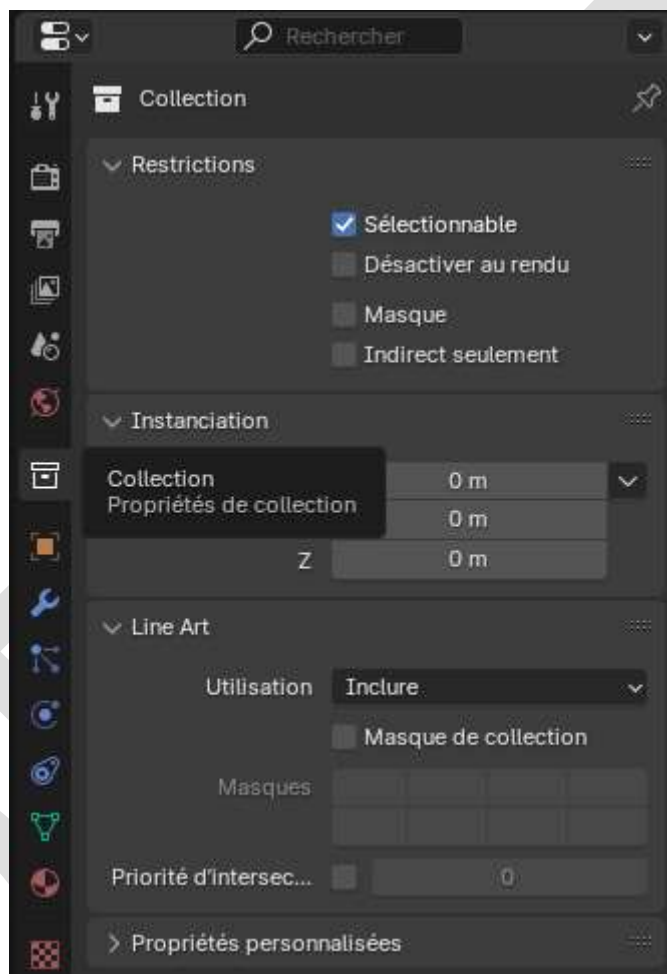 Rechercher
Collection
Restrictions
Sélectionnable
Désactiver au rendu
Masque
Indirect seulement
Instanciation
Collection
Propriétés de collection
0 m
0 m
Z 0 m
Line Art
Utilisation Inclure
Masque de collection
Masques
Priorité d'intersec... 0
Propriétés personnalisées